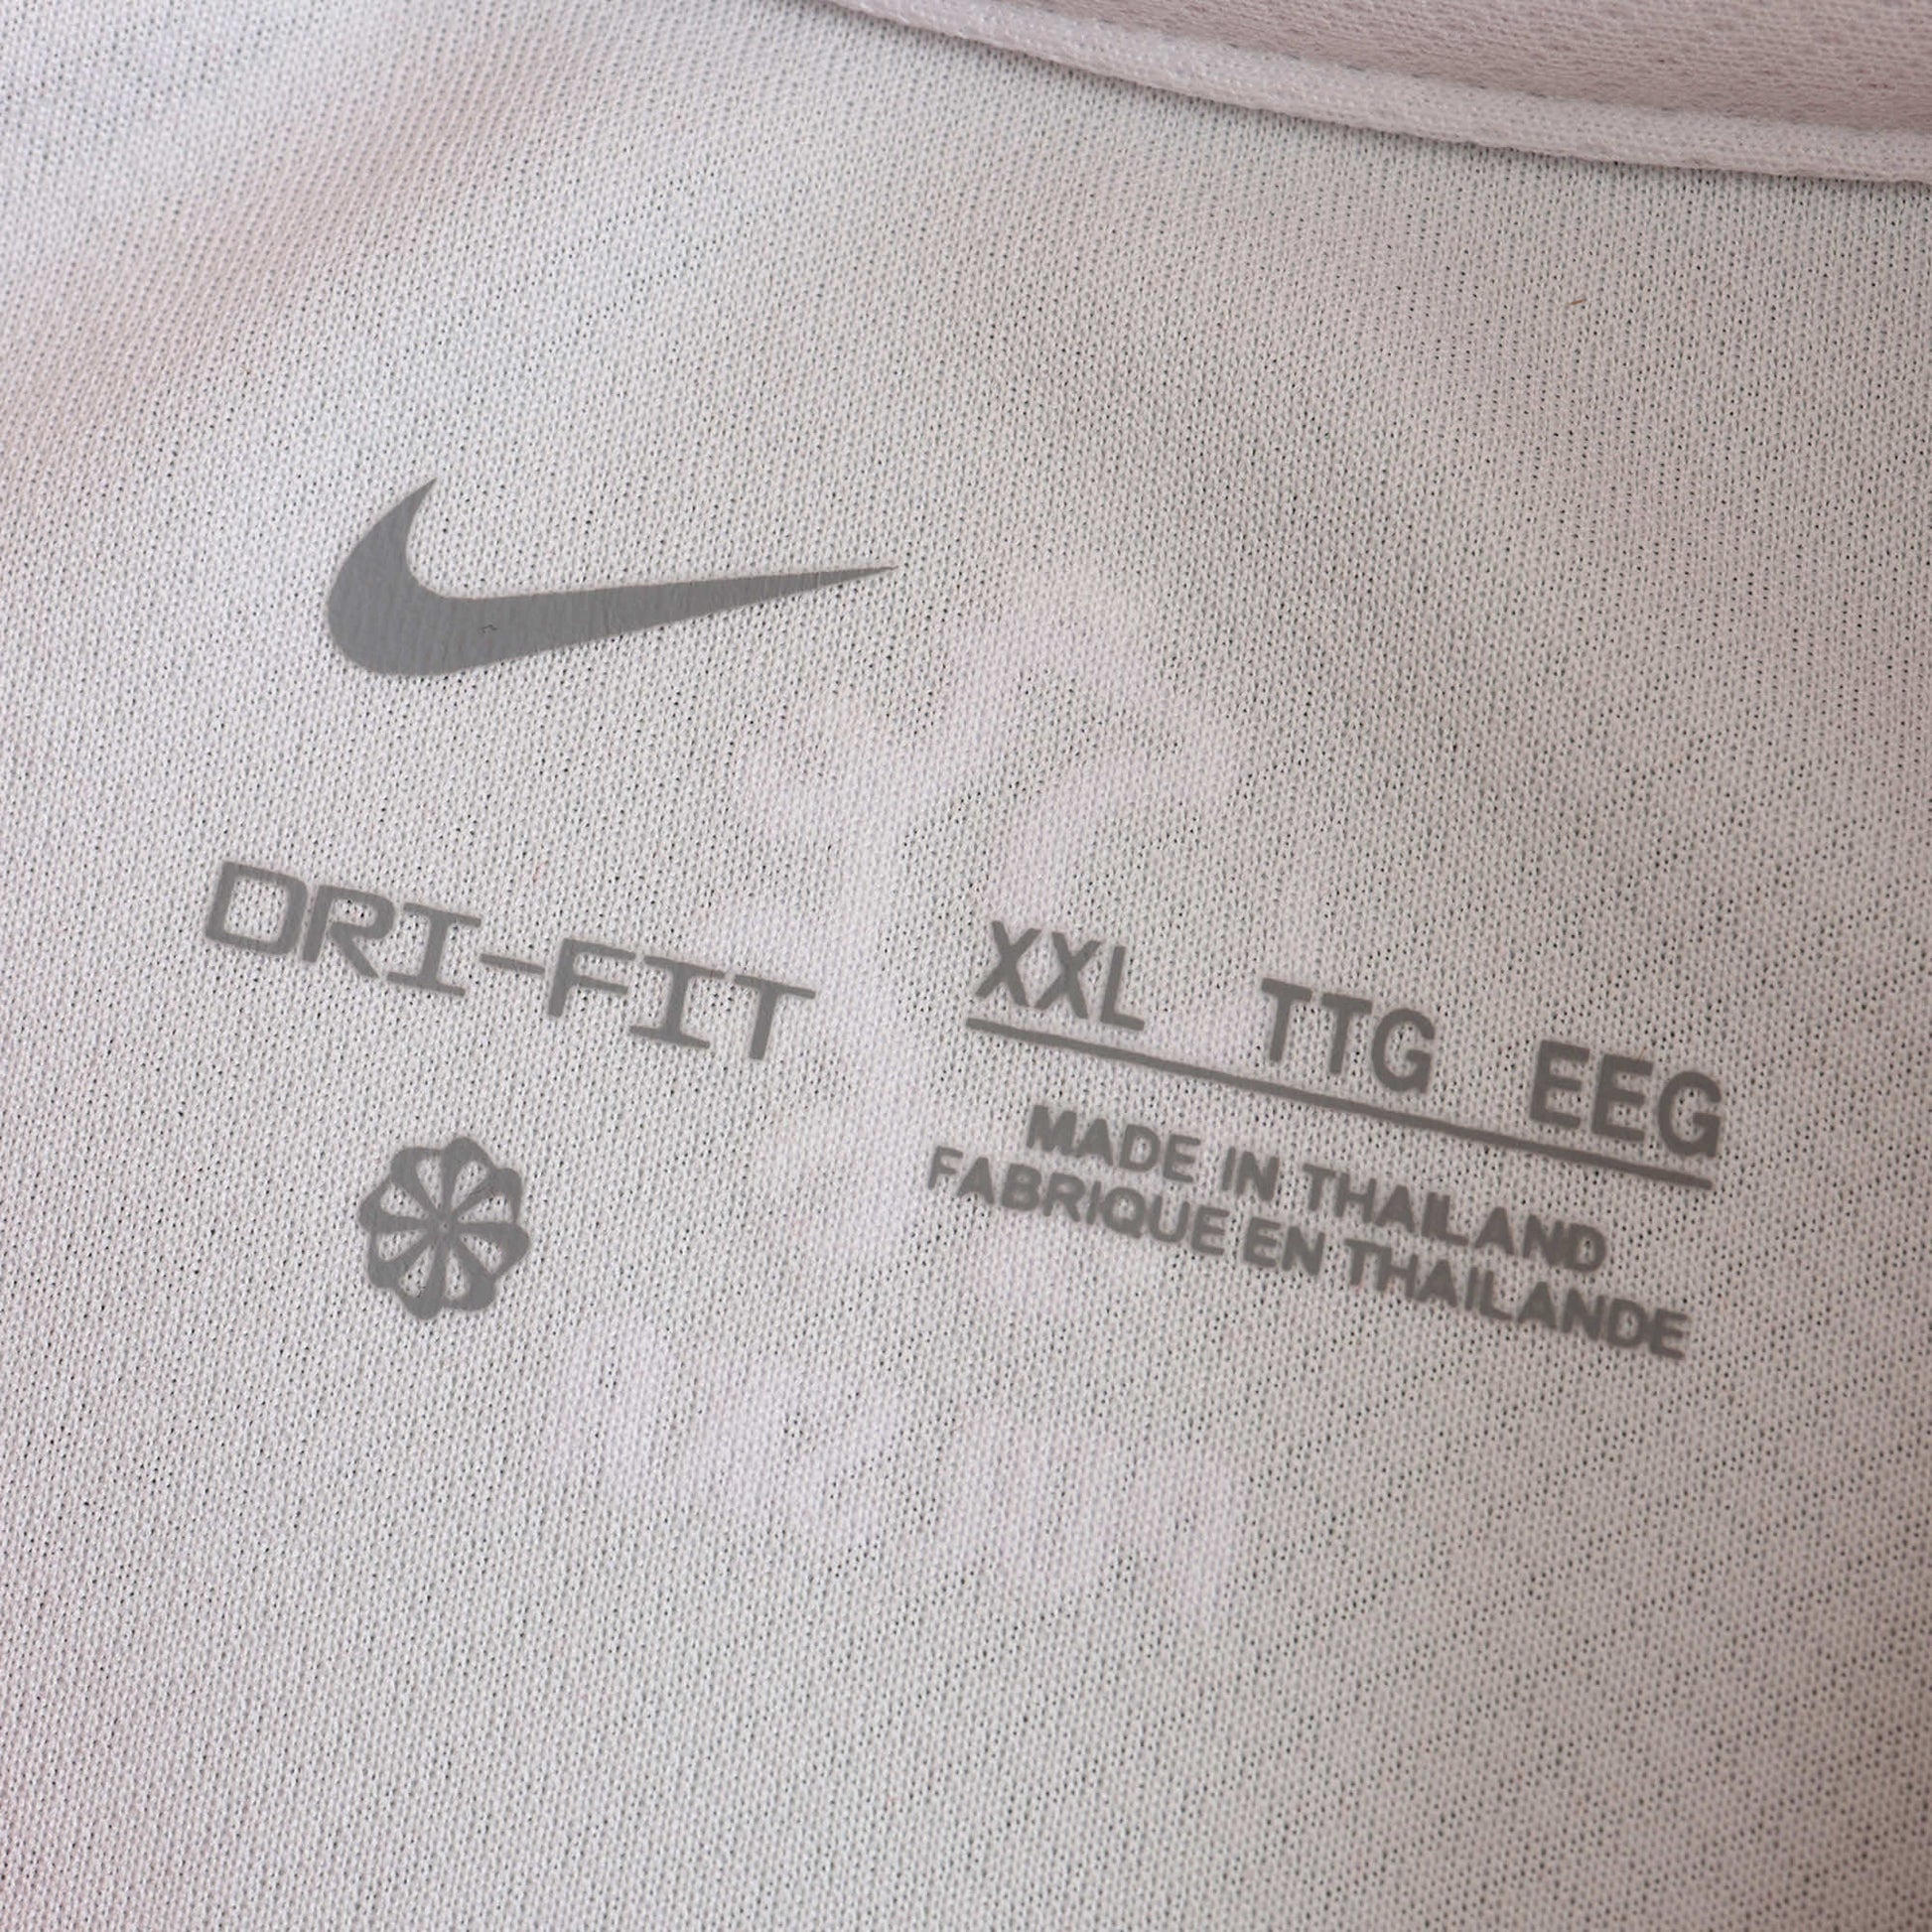 DRI-FIT
XXL TTG EEG
MADE IN THAILAND
FABRIQUE EN THAILANDE